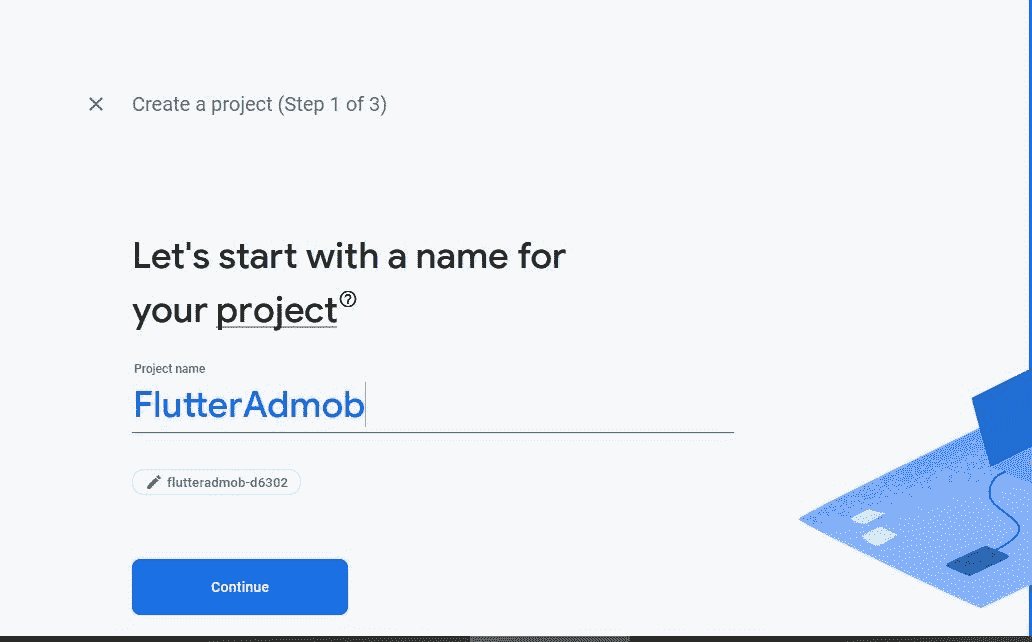 Create a project (Step 1 of 3)
Let's start with a name for
your project
Project name
FlutterAdmob
flutteradmob-d6302
Continue